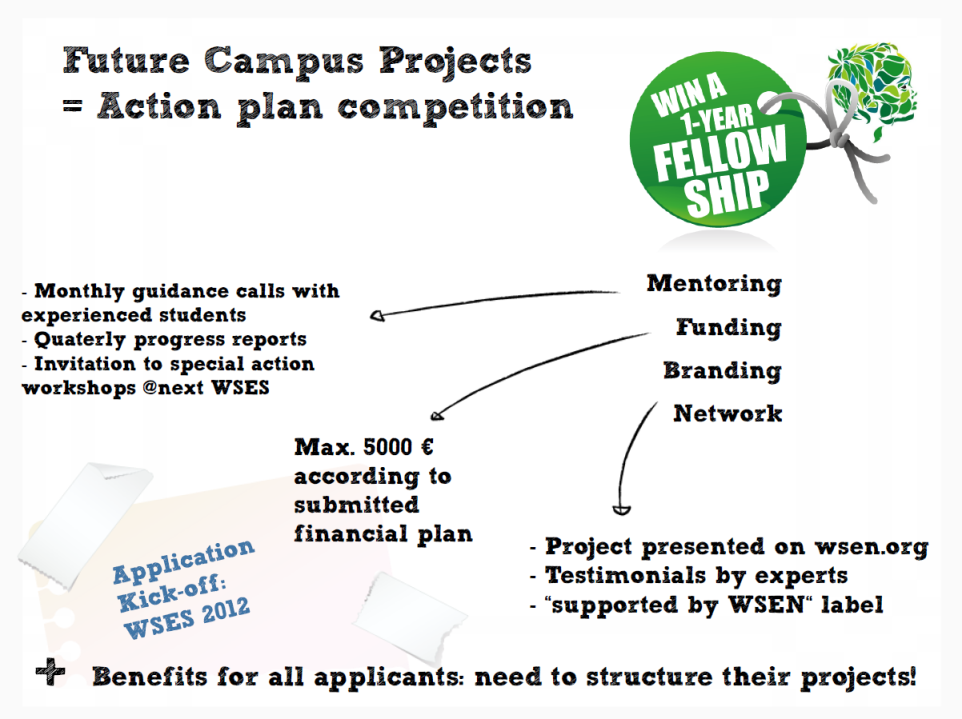 Future Campus Projects
= Action plan competition
WIN A
1-YEAR
FELLOW
SHIP
Mentoring
Funding
Branding
Network
- Monthly guidance calls with
experienced students
- Quaterly progress reports
- Invitation to special action
workshops @next WSES
Max. 5000 €
according to
submitted
financial plan
- Project presented on wsen.org
- Testimonials by experts
- “supported by WSEN“ label
Application
Kick-off:
WSES 2012
+ Benefits for all applicants: need to structure their projects!